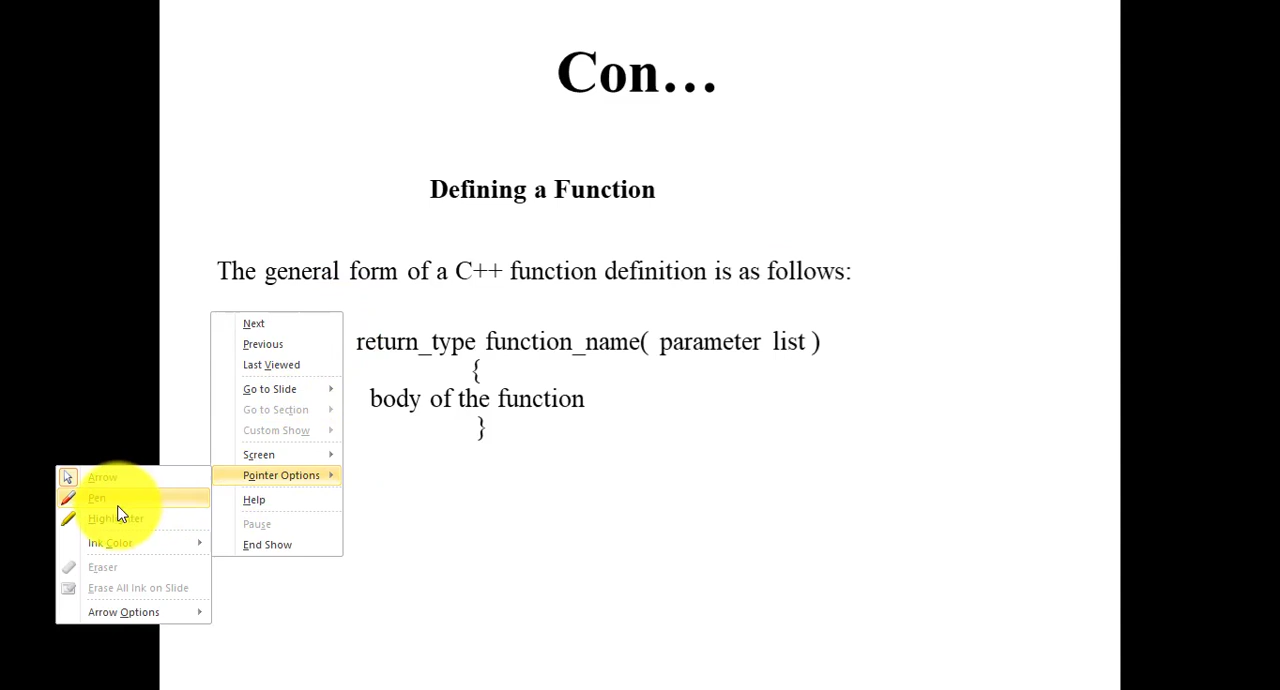 Con…
Defining a Function
The general form of a C++ function definition is as follows:
return_type function_name( parameter list )
{
body of the function
}
Next
Previous
Last Viewed
Go to Slide
Go to Section
Custom Show
Screen
Pointer Options
Help
Pause
End Show
Arrow
Pen
Highlighter
Ink Color
Eraser
Erase All Ink on Slide
Arrow Options